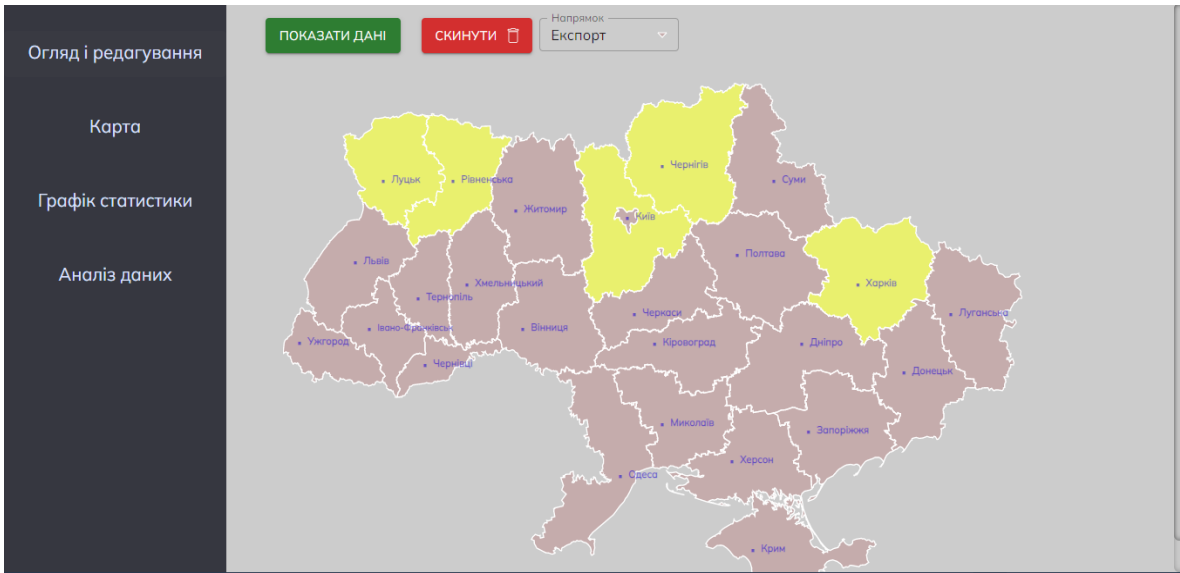 Огляд і редагування
Карта
Графік статистики
Аналіз даних
ПОКАЗАТИ ДАНІ
СКИНУТИ
Напрямок
Експорт
Чернігів
Луцьк
Рівненська
Суми
Житомир
Київ
Полтава
Львів
Хмельницький
Харків
Тернопіль
Черкаси
Луганська
Івано-Франківськ
Вінниця
Ужгород
Кіровоград
Дніпро
Чернівці
Донецьк
Миколаїв
Запоріжжя
Херсон
Одеса
Крим